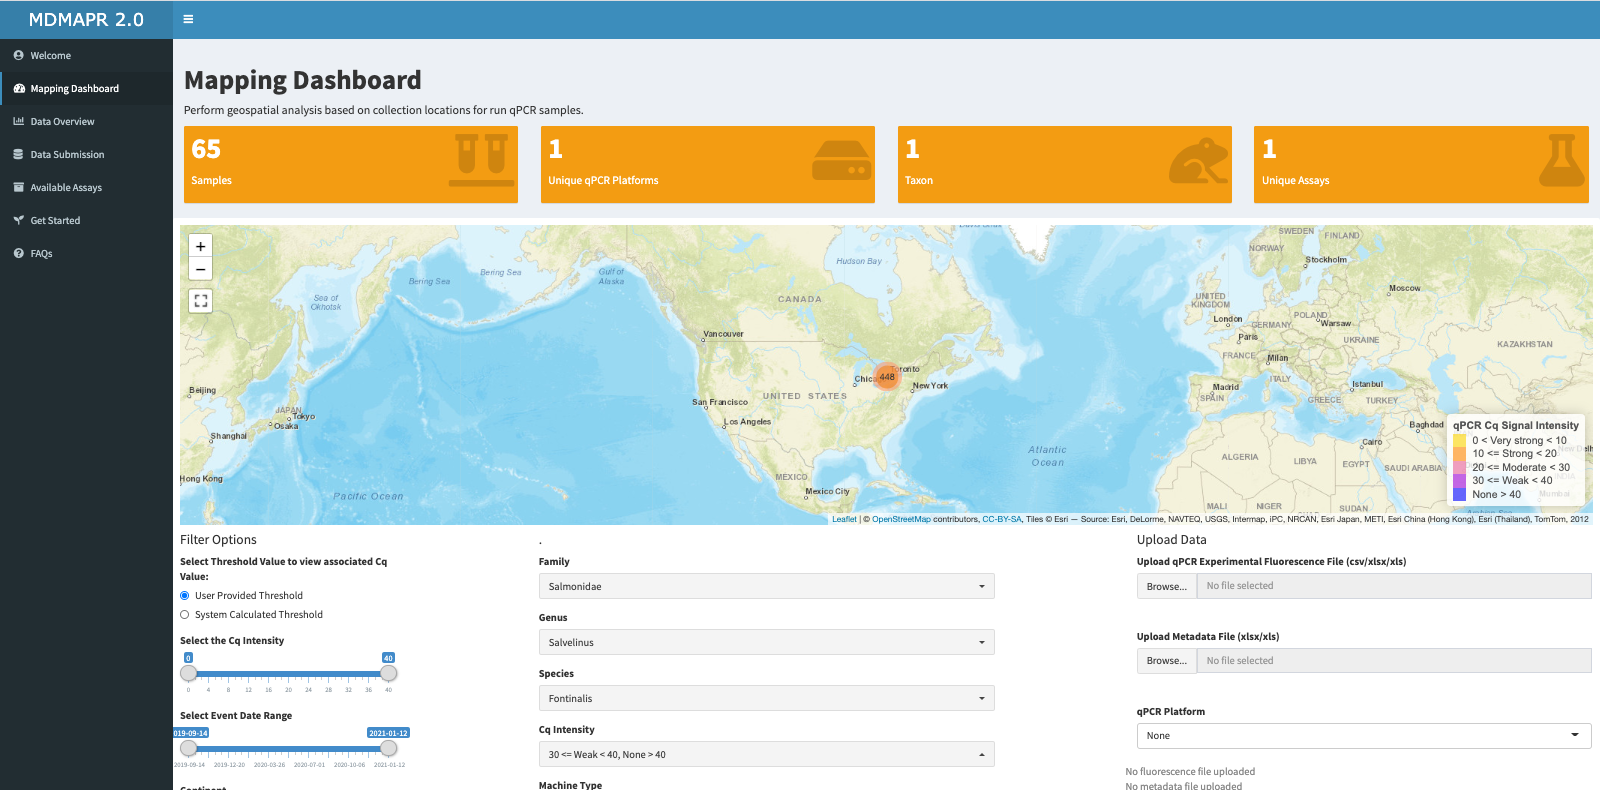 MDMAPR 2.0
Welcome
Mapping Dashboard
Data Overview
Data Submission
Available Assays
Get Started
FAQs
Mapping Dashboard
Perform geospatial analysis based on collection locations for run qPCR samples.
65
Samples
1
Unique qPCR Platforms
1
Taxon
1
Unique Assays
+
−
Sea of
Okhotsk
Bering Sea
Bering Sea
Gulf of
Alaska
Hudson Bay
CANADA
Vancouver
Toronto
448
New York
UNITED STATES
San Francisco
Los Angeles
MEXICO
Mexico City
Beijing
JAPAN
Tokyo
Osaka
Shanghai
Hong Kong
Pacific Ocean
Atlantic
Ocean
SWEDEN
FINLAND
NORWAY
Stockholm
Moscow
UNITED
KINGDOM
London
POLAND
Warsaw
GERMANY
Paris
UKRAINE
KAZAKHSTAN
FRANCE
Milan
ITALY
Madrid
SPAIN
Istanbul
GREECE
TURKEY
Baghdad
Cairo
ALGERIA
LIBYA
EGYPT
SAUDI ARABIA
MALI
NIGER
SUDAN
qPCR Cq Signal Intensity
0 < Very strong < 10
10 <= Strong < 20
20 <= Moderate < 30
30 <= Weak < 40
None > 40
Leaflet | © OpenStreetMap contributors, CC-BY-SA, Tiles © Esri — Source: Esri, DeLorme, NAVTEQ, USGS, Intermap, iPC, NRCAN, Esri Japan, METI, Esri China (Hong Kong), Esri (Thailand), TomTom, 2012
Filter Options
Select Threshold Value to view associated Cq
Value:
User Provided Threshold
System Calculated Threshold
Select the Cq Intensity
0 40
0 4 8 12 16 20 24 28 32 36 40
Select Event Date Range
019-09-14 2021-01-12
2019-09-14 2019-12-20 2020-03-26 2020-07-01 2020-10-06 2021-01-12
Continent
.
Family
Salmonidae
Genus
Salvelinus
Species
Fontinalis
Cq Intensity
30 <= Weak < 40, None > 40
Machine Type
Upload Data
Upload qPCR Experimental Fluorescence File (csv/xlsx/xls)
Browse... No file selected
Upload Metadata File (xlsx/xls)
Browse... No file selected
qPCR Platform
None
No fluorescence file uploaded
No metadata file uploaded